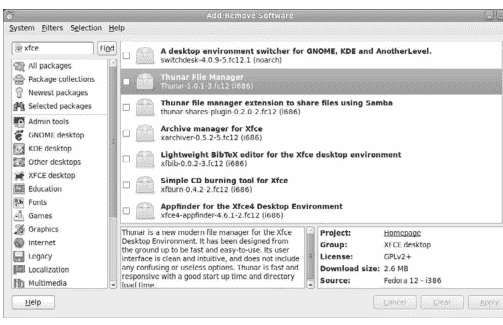 Add/Remove Software
System Filters Selection Help
xfce
Find
All packages
Package collections
Newest packages
Selected packages
Admin tools
GNOME desktop
KDE desktop
Other desktops
XFCE desktop
Education
Fonts
Games
Graphics
Internet
Legacy
Localization
Multimedia
A desktop environment switcher for GNOME, KDE and AnotherLevel.
switchdesk-4.0.9-5.fc12.1 (noarch)
Thunar File Manager
Thunar-1.0.1-3.fc12 (i686)
Thunar file manager extension to share files using Samba
thunar-shares-plugin-0.2.0-2.fc12 (i686)
Archive manager for Xfce
xarchiver-0.5.2-5.fc12 (i686)
Lightweight BibTeX editor for the Xfce desktop environment
xfbib-0.0.2-3.fc12 (i686)
Simple CD burning tool for Xfce
xfburn-0.4.2-2.fc12 (i686)
Appfinder for the Xfce4 Desktop Environment
xfce4-appfinder-4.6.1-2.fc12 (i686)
Thunar is a new modern file manager for the Xfce
Desktop Environment. It has been designed from
the ground up to be fast and easy-to-use. Its user
interface is clean and intuitive, and does not include
any confusing or useless options. Thunar is fast and
responsive with a good start up time and directory
load time.
Project: Homepage
Group: XFCE desktop
License: GPLv2+
Download size: 2.6 MB
Source: Fedora 12 - i386
Help
Cancel
Clear
Apply